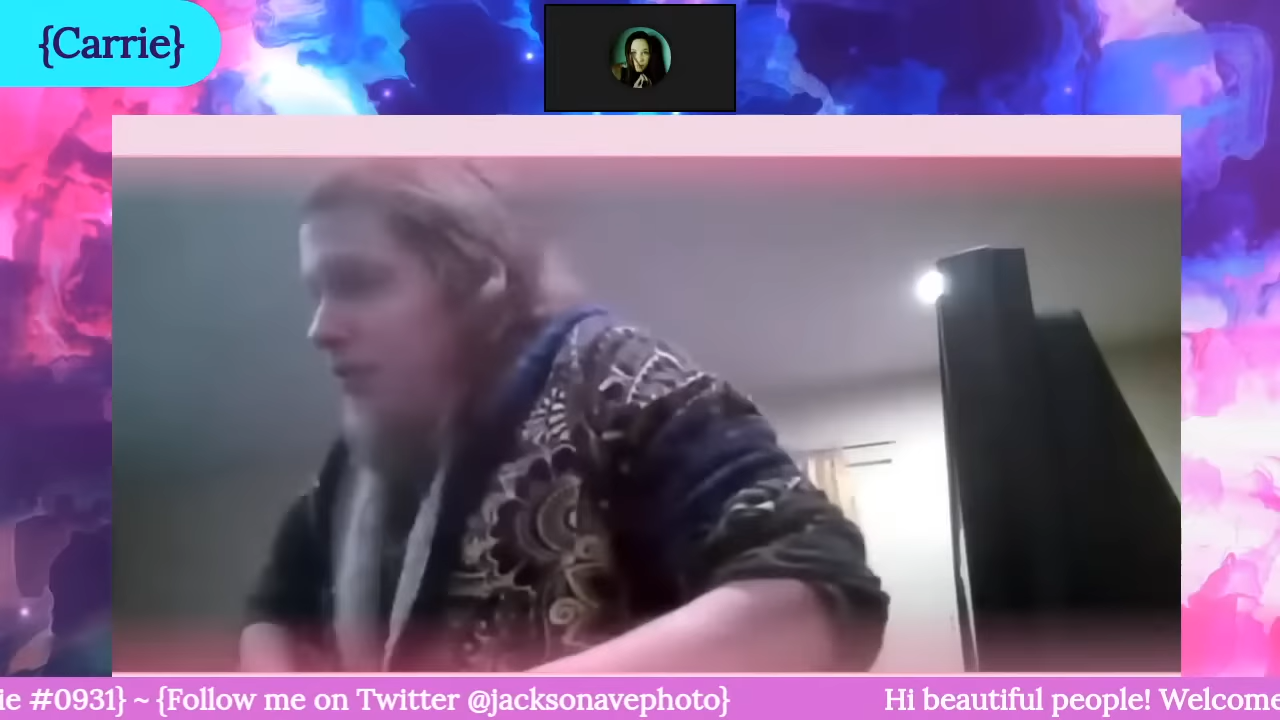 {Carrie}
ie #0931} ~ {Follow me on Twitter @jacksonavephoto} Hi beautiful people! Welcome